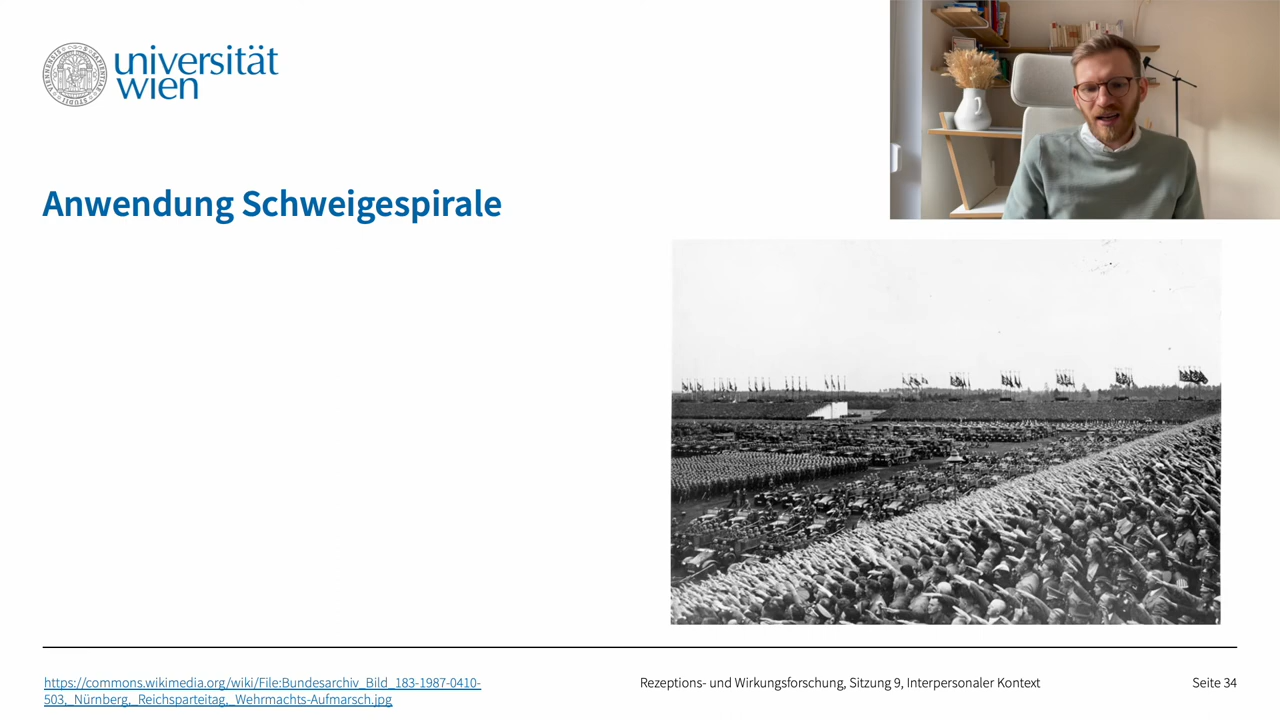 universität
wien
Anwendung Schweigespirale
https://commons.wikimedia.org/wiki/File:Bundesarchiv_Bild_183-1987-0410-
503,_Nürnberg,_Reichsparteitag,_Wehrmachts-Aufmarsch.jpg
Rezeptions- und Wirkungsforschung, Sitzung 9, Interpersonaler Kontext
Seite 34